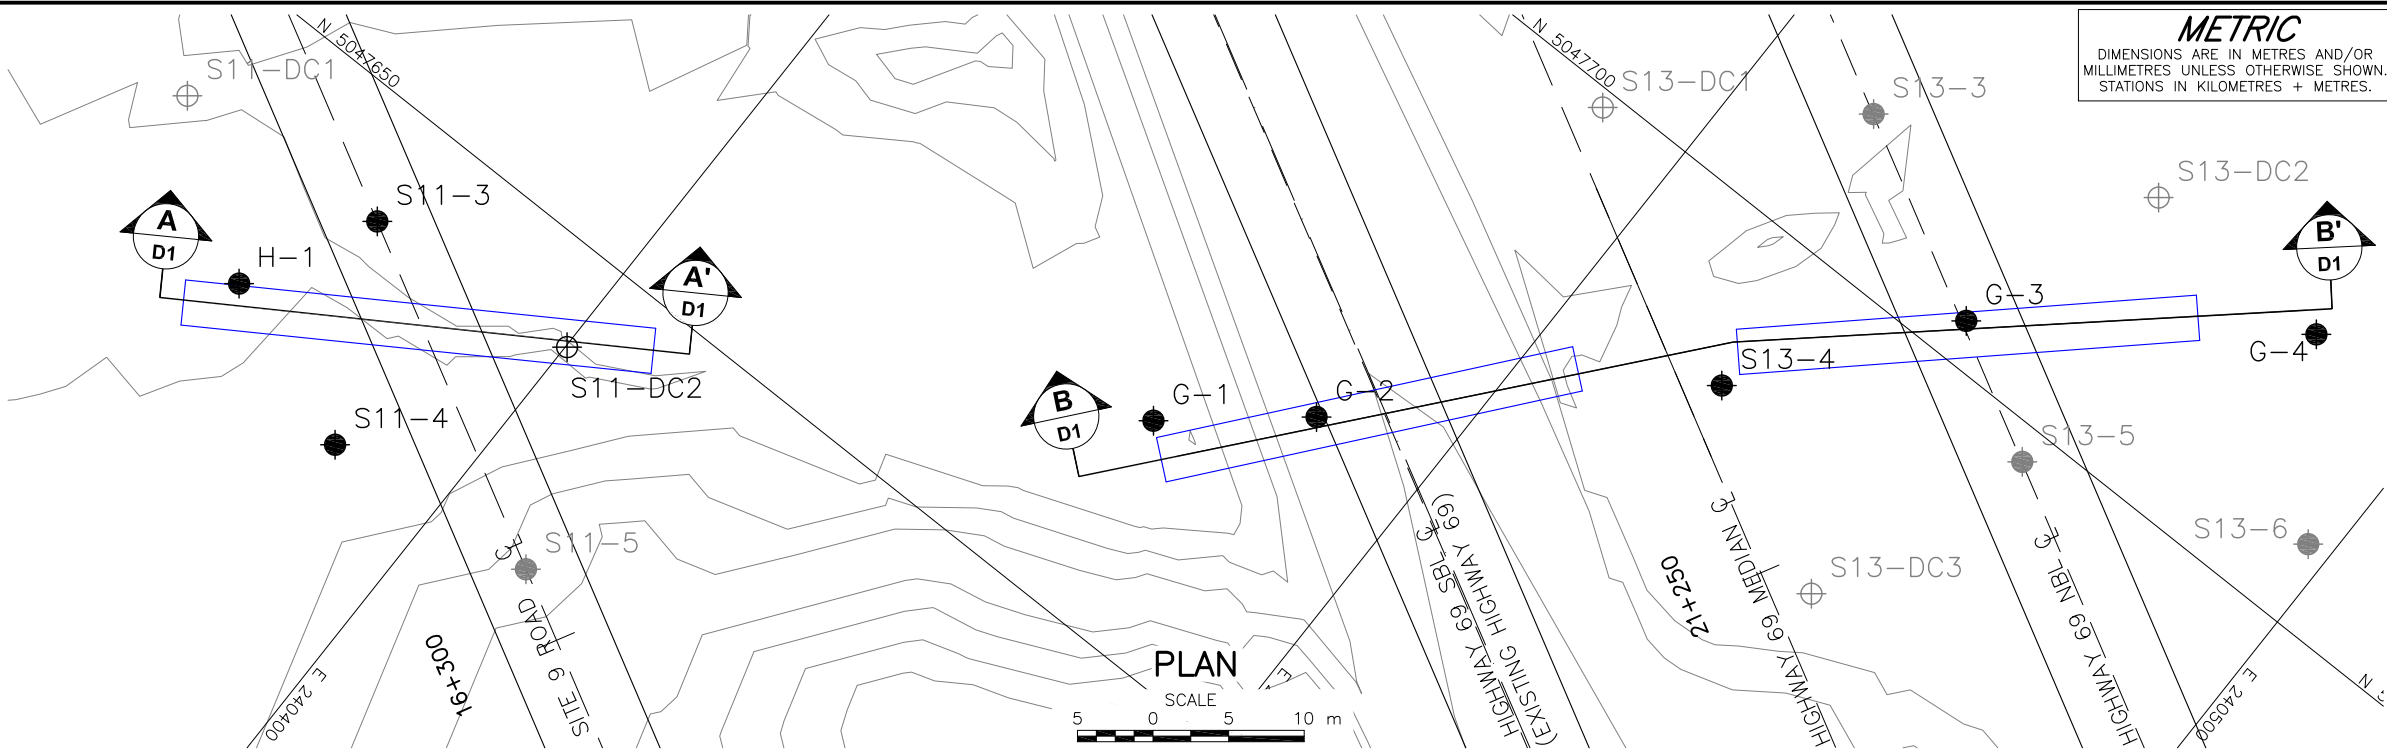 METRIC
DIMENSIONS ARE IN METRES AND/OR
MILLIMETRES UNLESS OTHERWISE SHOWN.
STATIONS IN KILOMETRES + METRES.
N 5047650
N 5047700
S11-DC1
S13-DC1
S13-3
S13-DC2
S11-3
H-1
A
D1
A'
D1
B'
D1
G-3
G-4
S13-4
S11-DC2
G-1
G-2
B
D1
S11-4
S13-5
S11-5
S13-6
S13-DC3
16+300
SITE 9 ROAD ℄
E 240400
PLAN
SCALE
5 0 5 10 m
HIGHWAY 69 SBL ℄
(EXISTING HIGHWAY 69)
21+250
HIGHWAY 69 MEDIAN ℄
HIGHWAY 69 NBL ℄
E 240500
E
N